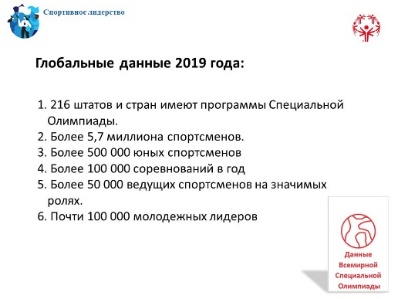 Спортивное лидерство
Глобальные данные 2019 года:
1. 216 штатов и стран имеют программы Специальной
Олимпиады.
2. Более 5,7 миллиона спортсменов.
3. Более 500 000 юных спортсменов
4. Более 100 000 соревнований в год
5. Более 50 000 ведущих спортсменов на значимых
ролях.
6. Почти 100 000 молодежных лидеров
Данные
Всемирной
Специальной
Олимпиады